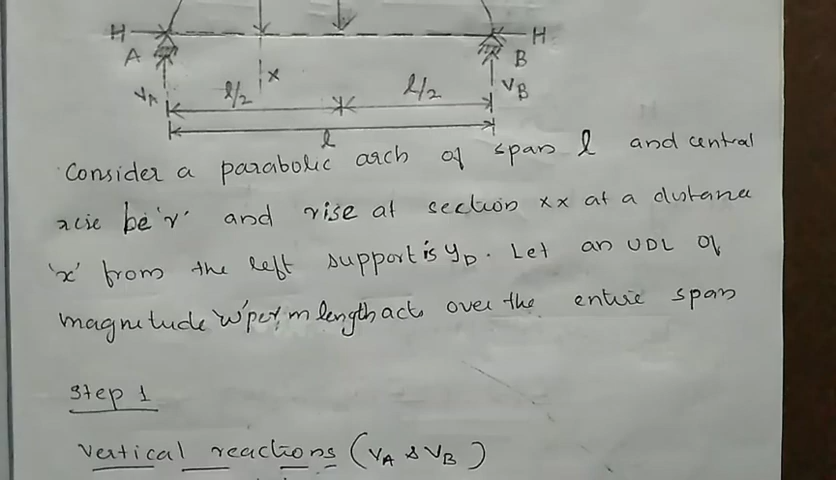 H H
A B
x
VA l/2 l/2 VB
l
Consider a parabolic arch of span l and central
rise be 'r' and rise at section xx at a distance
'x' from the left support is yD. Let an UDL of
magnitude 'w' per m length acts over the entire span
Step 1
Vertical reactions (VA & VB)